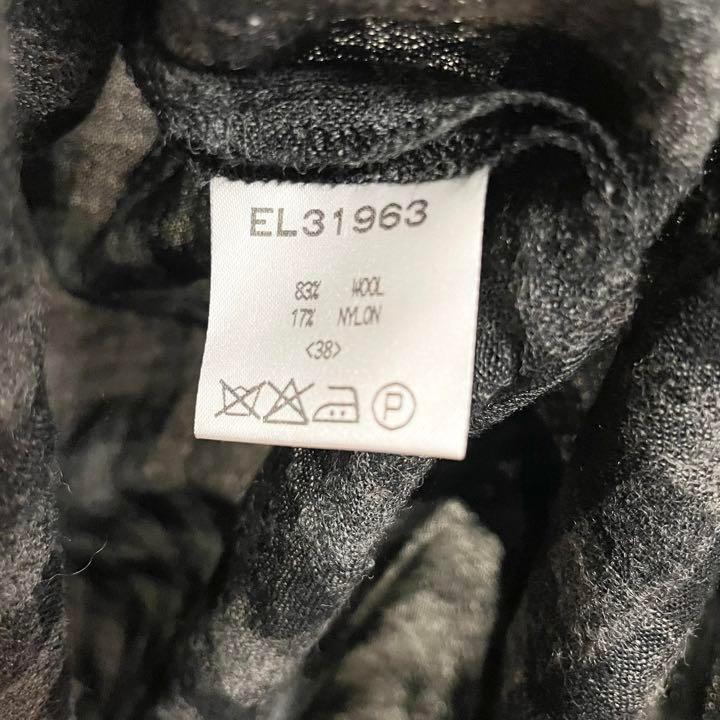 EL31963
83% WOOL
17% NYLON
<38>
P